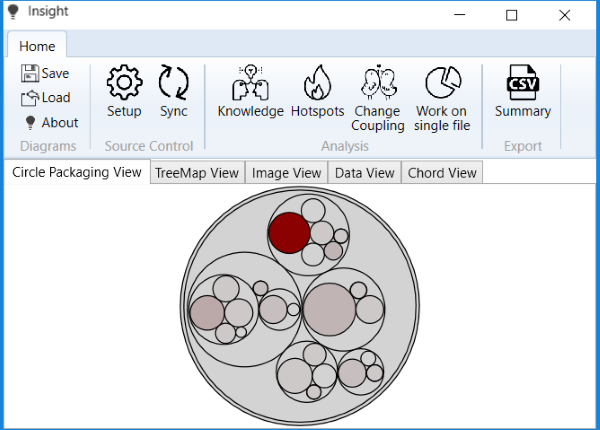 Insight
Home
Save
Load
About
Diagrams
Setup
Sync
Source Control
Knowledge
Hotspots
Change
Coupling
Work on
single file
Analysis
CSV
Summary
Export
Circle Packaging View
TreeMap View
Image View
Data View
Chord View